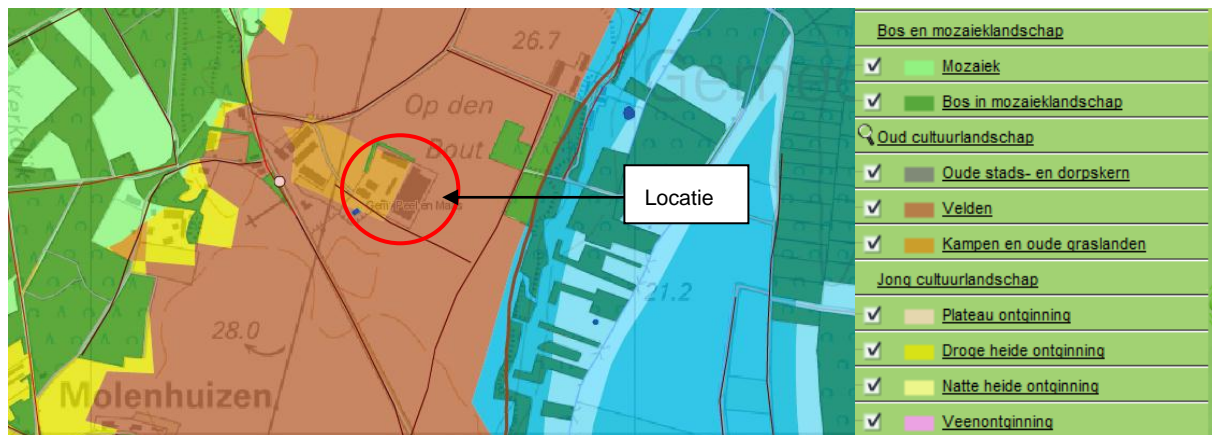 26.7
Op den
Bout
Kerkdijk
28.0
Molenhuizen
21.2
Locatie
Bos en mozaieklandschap
Mozaiek
Bos in mozaieklandschap
Oud cultuurlandschap
Oude stads- en dorpskern
Velden
Kampen en oude graslanden
Jong cultuurlandschap
Plateau ontginning
Droge heide ontginning
Natte heide ontginning
Veenontginning